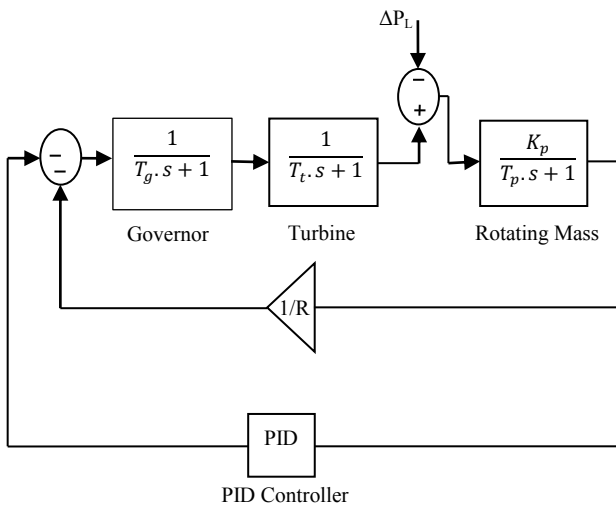 ΔP_L
−
+
−
−
1
T_g.s + 1
1
T_t.s + 1
K_p
T_p.s + 1
Governor
Turbine
Rotating Mass
1/R
PID
PID Controller